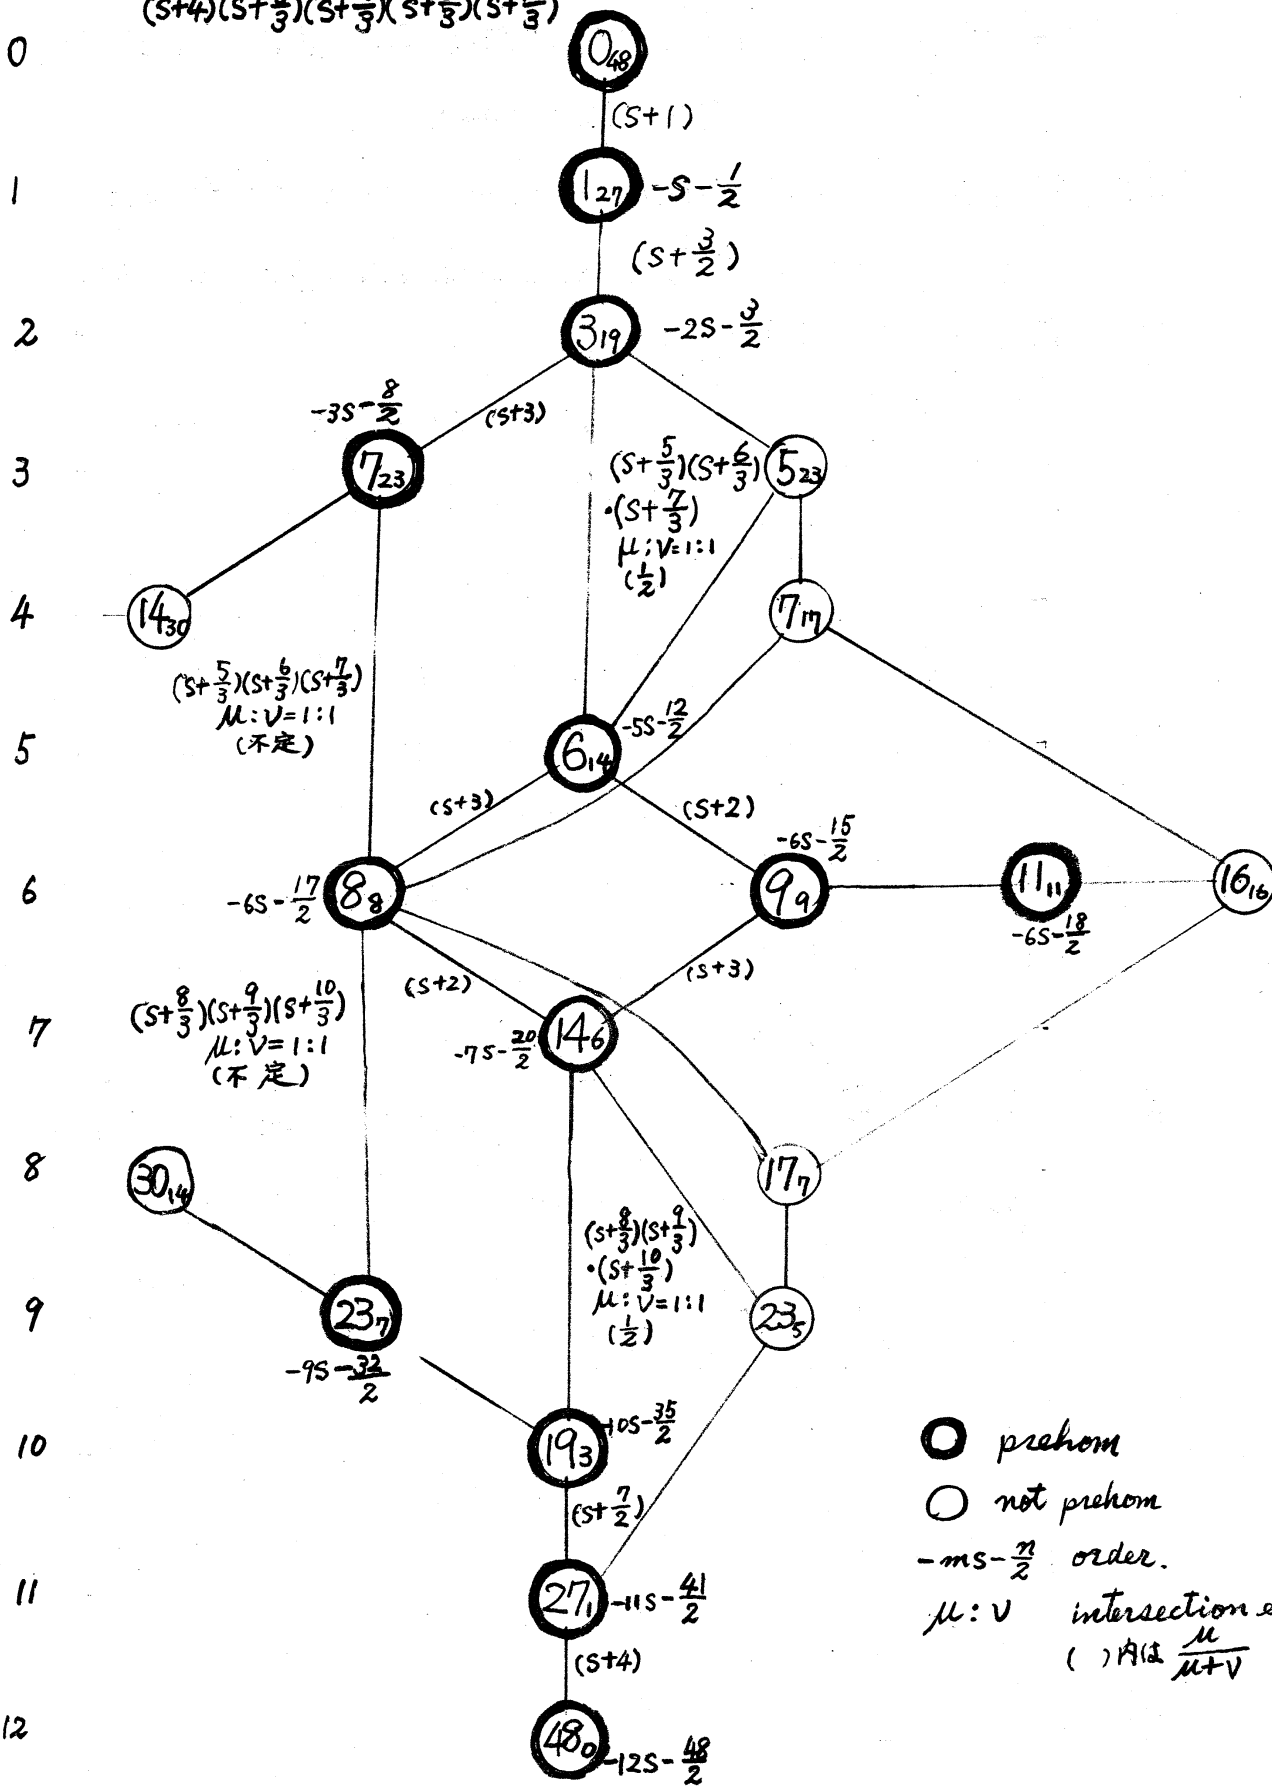 (s+4)(s+
0
0₄₈
(s+1)
1
1₂₇
-s-1/2
(s+3/2)
2
3₁₉
-2s-3/2
-3s-8/2
(s+3)
3
7₂₃
(s+5/3)(s+6/3)
5₂₃
·(s+7/3)
μ:ν=1:1
(1/2)
4
14₃₀
7₁₇
(s+5/3)(s+6/3)(s+7/3)
μ:ν=1:1
(不定)
5
6₁₄
-5s-12/2
(s+3)
(s+2)
-6s-15/2
6
-6s-17/2
8₈
9₉
11₁₁
16₁₆
-6s-18/2
(s+2)
(s+3)
(s+8/3)(s+9/3)(s+10/3)
μ:ν=1:1
(不定)
7
-7s-20/2
14₆
8
30₁₄
17₇
(s+8/3)(s+9/3)
·(s+10/3)
μ:ν=1:1
(1/2)
9
23₇
23₅
-9s-32/2
10
19₃
-10s-35/2
(s+7/2)
11
27₁
-11s-41/2
(s+4)
12
48₀
-12s-48/2
prehom
not prehom
-ms-n/2 order.
μ:ν intersection
( )内は μ/μ+ν